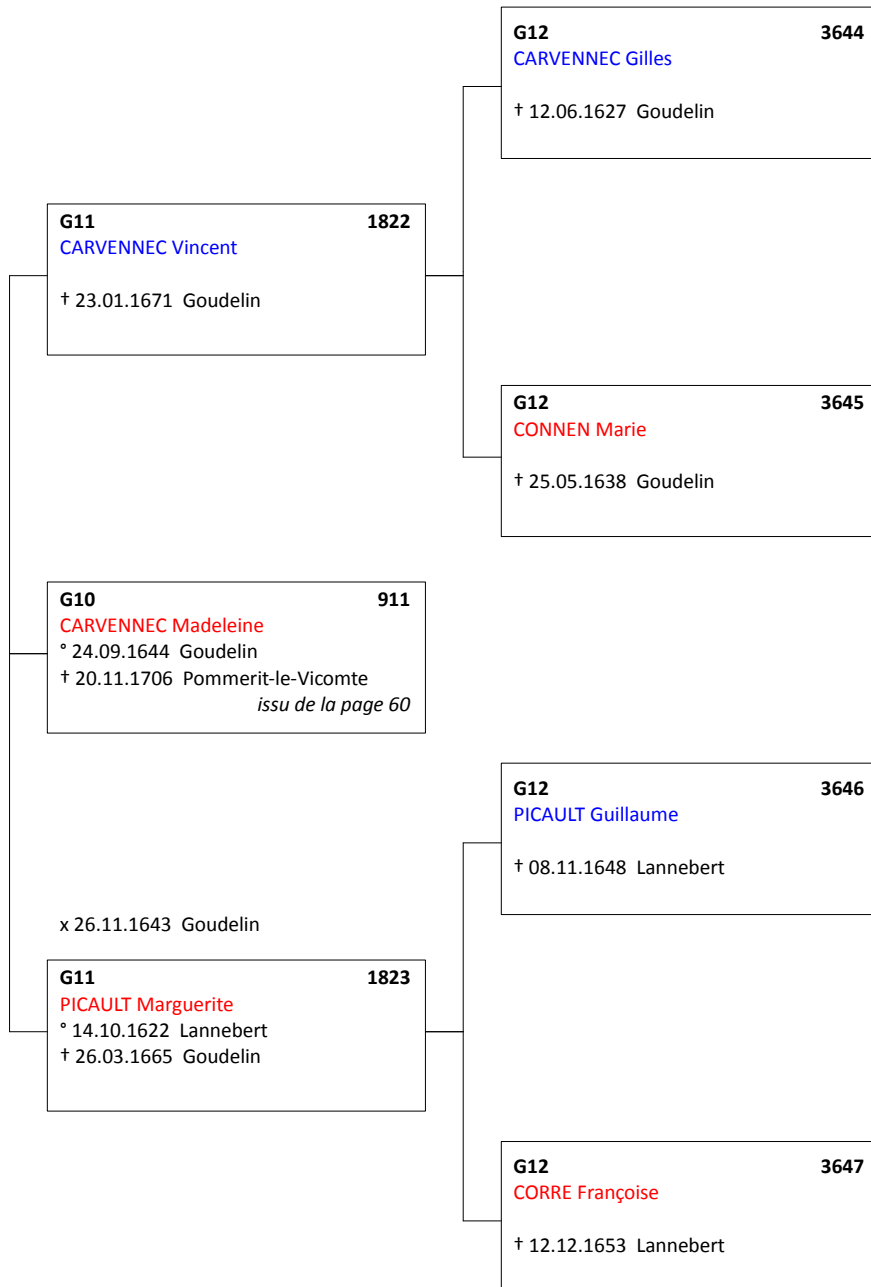 G12 3644
CARVENNEC Gilles
† 12.06.1627 Goudelin
G11 1822
CARVENNEC Vincent
† 23.01.1671 Goudelin
G12 3645
CONNEN Marie
† 25.05.1638 Goudelin
G10 911
CARVENNEC Madeleine
° 24.09.1644 Goudelin
† 20.11.1706 Pommerit-le-Vicomte
issu de la page 60
G12 3646
PICAULT Guillaume
† 08.11.1648 Lannebert
x 26.11.1643 Goudelin
G11 1823
PICAULT Marguerite
° 14.10.1622 Lannebert
† 26.03.1665 Goudelin
G12 3647
CORRE Françoise
† 12.12.1653 Lannebert